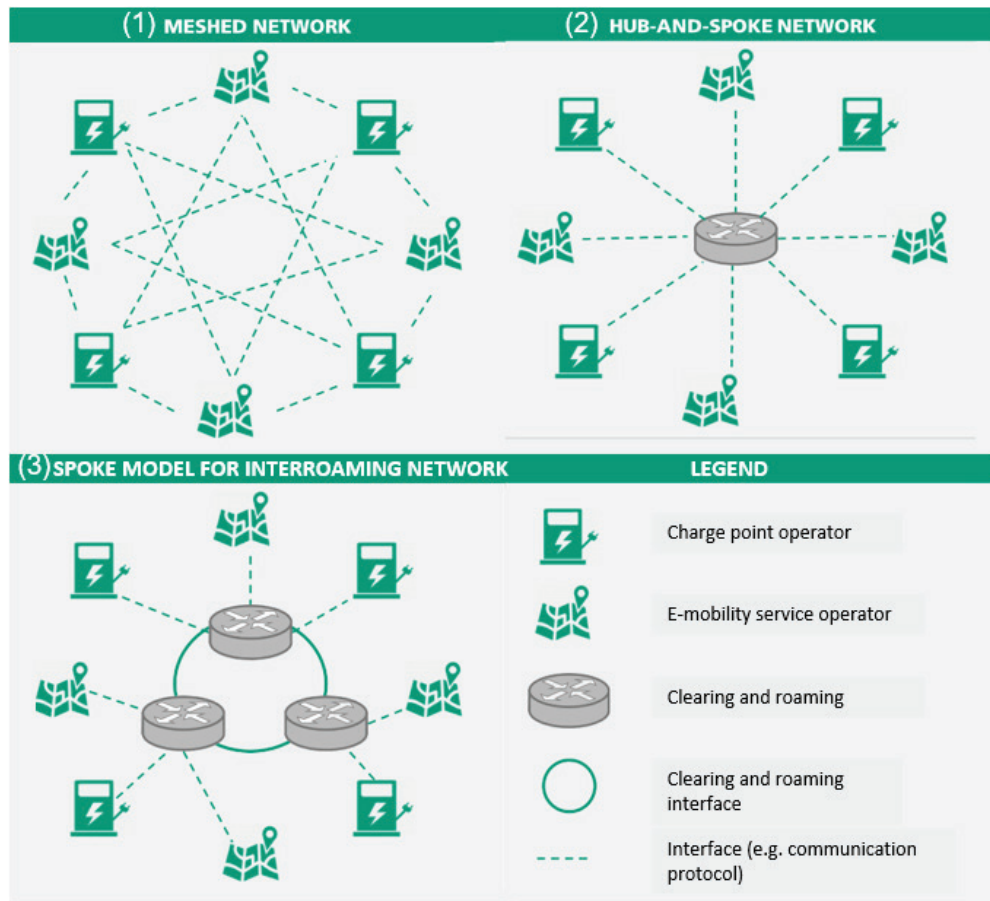 (1) MESHED NETWORK
(2) HUB-AND-SPOKE NETWORK
(3) SPOKE MODEL FOR INTERROAMING NETWORK
LEGEND
Charge point operator
E-mobility service operator
Clearing and roaming
Clearing and roaming
interface
Interface (e.g. communication
protocol)